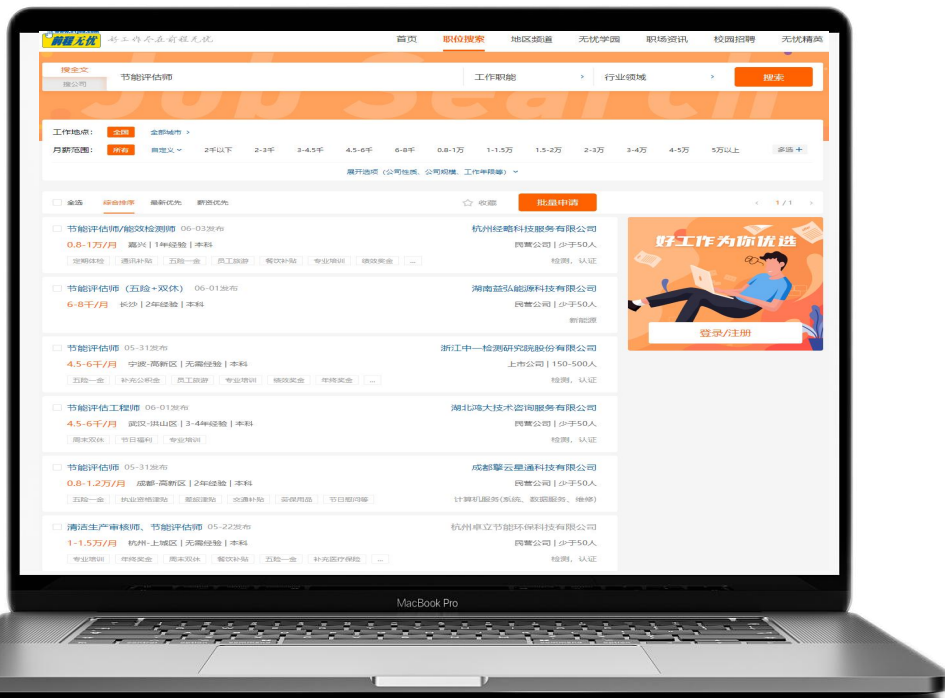 前程无忧 好工作尽在前程无忧 首页 职位搜索 地区频道 无忧学园 职场资讯 校园招聘 无忧精英
搜全文 节能评估师 工作职能 > 行业领域 > 搜索
搜公司
Job Search
工作地点: 全国 全部城市 >
月薪范围: 所有 自定义 2千以下 2-3千 3-4.5千 4.5-6千 6-8千 0.8-1万 1-1.5万 1.5-2万 2-3万 3-4万 4-5万 5万以上 多选 +
展开选项（公司性质、公司规模、工作年限等）
全选 综合排序 最新优先 薪资优先 收藏 批量申请 < 1 / 1 >
节能评估师/能效检测师 06-03发布 杭州经略科技服务有限公司
0.8-1万/月 嘉兴 | 1年经验 | 本科 民营公司 | 少于50人
定期体检 通讯补贴 五险一金 员工旅游 餐饮补贴 专业培训 绩效奖金 ... 检测，认证
节能评估师（五险+双休） 06-01发布 湖南益弘能源科技有限公司
6-8千/月 长沙 | 2年经验 | 本科 民营公司 | 少于50人
新能源
节能评估师 05-31发布 浙江中一检测研究院股份有限公司
4.5-6千/月 宁波-高新区 | 无需经验 | 本科 上市公司 | 150-500人
五险一金 补充公积金 员工旅游 专业培训 绩效奖金 年终奖金 ... 检测，认证
节能评估工程师 06-01发布 湖北鸿大技术咨询服务有限公司
4.5-6千/月 武汉-洪山区 | 3-4年经验 | 本科 民营公司 | 少于50人
周末双休 节日福利 专业培训 检测，认证
节能评估师 05-31发布 成都擎云星通科技有限公司
0.8-1.2万/月 成都-高新区 | 2年经验 | 本科 民营公司 | 少于50人
五险一金 执业资格津贴 驾驶津贴 交通补贴 劳保用品 节日慰问等 计算机服务(系统、数据服务、维修)
清洁生产审核师、节能评估师 05-22发布 杭州卓立节能环保科技有限公司
1-1.5万/月 杭州-上城区 | 无需经验 | 本科 民营公司 | 少于50人
专业培训 年终奖金 周末双休 餐饮补贴 五险一金 补充医疗保险 ... 检测，认证
好工作为你优选
登录/注册
MacBook Pro